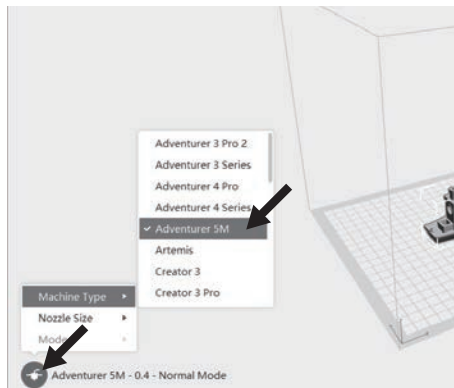 Adventurer 3 Pro 2
Adventurer 3 Series
Adventurer 4 Pro
Adventurer 4 Series
Adventurer 5M
Artemis
Creator 3
Creator 3 Pro
Machine Type
Nozzle Size
Mode
Adventurer 5M - 0.4 - Normal Mode